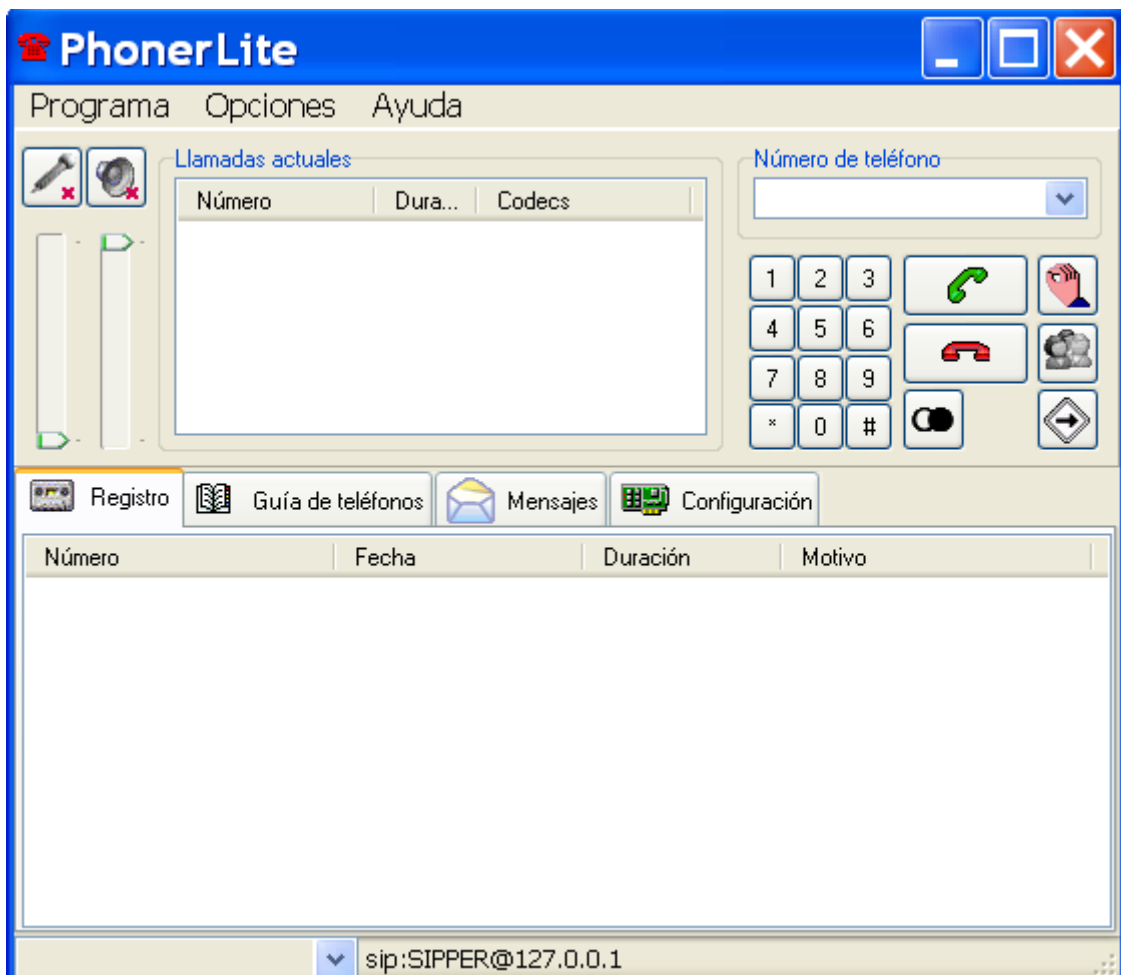 PhonerLite
Programa Opciones Ayuda
Llamadas actuales
Número Dura... Codecs
Número de teléfono
1 2 3
4 5 6
7 8 9
* 0 #
Registro Guía de teléfonos Mensajes Configuración
Número Fecha Duración Motivo
sip:SIPPER@127.0.0.1